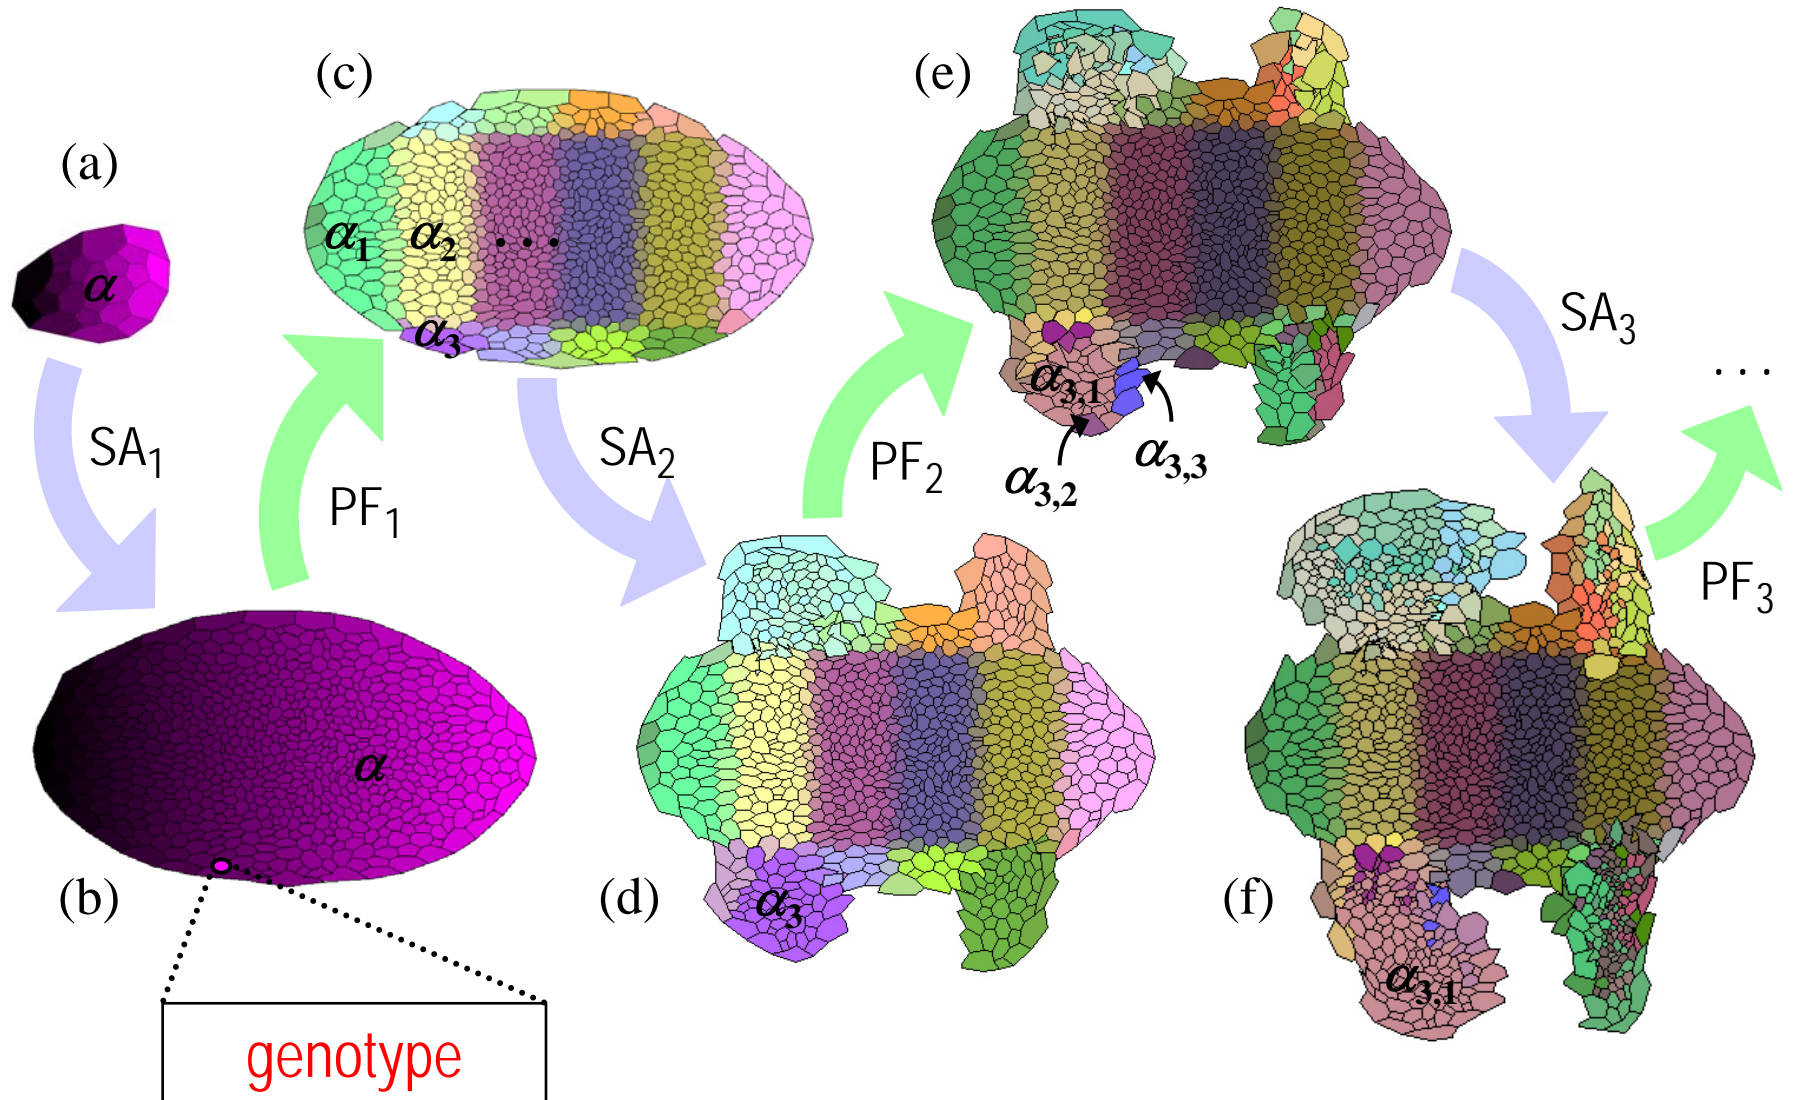 (a)
α
SA1
(b)
α
genotype
PF1
(c)
α1 α2 ...
α3
SA2
(d)
α3
PF2
(e)
α3,1
α3,2
α3,3
SA3
(f)
α3,1
PF3
...